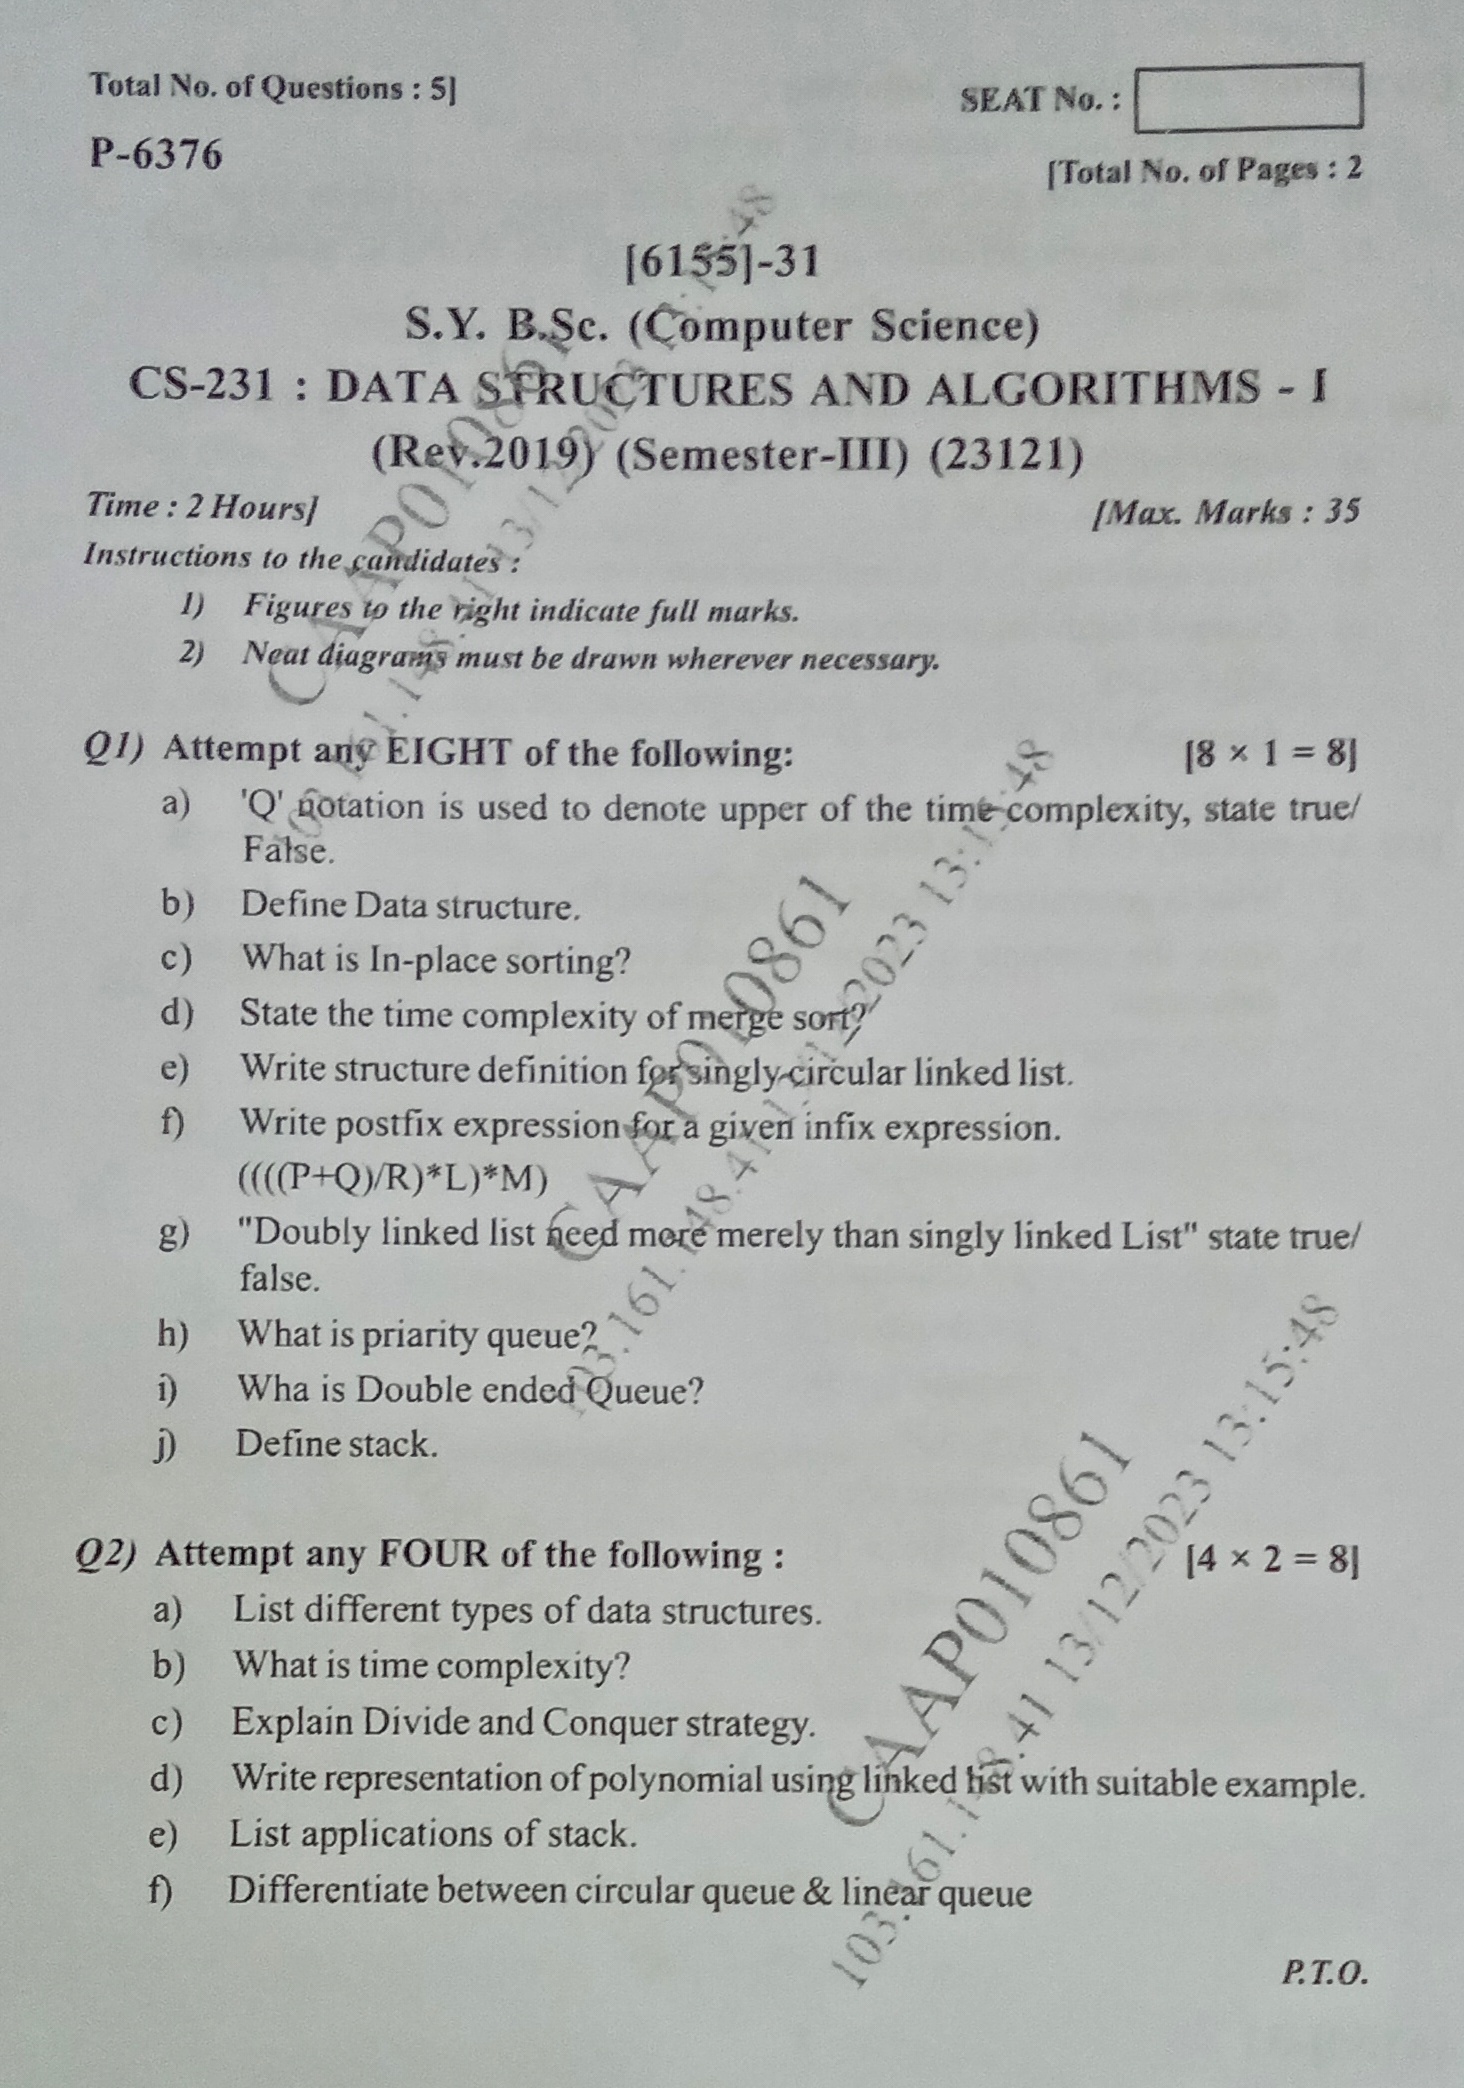 Total No. of Questions : 5]
SEAT No. :
P-6376
[Total No. of Pages : 2
[6155]-31
S.Y. B.Sc. (Computer Science)
CS-231 : DATA STRUCTURES AND ALGORITHMS - I
(Rev.2019) (Semester-III) (23121)
Time : 2 Hours]
[Max. Marks : 35
Instructions to the candidates :
1) Figures to the right indicate full marks.
2) Neat diagrams must be drawn wherever necessary.
Q1) Attempt any EIGHT of the following: [8 × 1 = 8]
a) 'Q' notation is used to denote upper of the time complexity, state true/
False.
b) Define Data structure.
c) What is In-place sorting?
d) State the time complexity of merge sort?
e) Write structure definition for singly circular linked list.
f) Write postfix expression for a given infix expression.
((((P+Q)/R)*L)*M)
g) "Doubly linked list need more merely than singly linked List" state true/
false.
h) What is priarity queue?
i) Wha is Double ended Queue?
j) Define stack.
Q2) Attempt any FOUR of the following : [4 × 2 = 8]
a) List different types of data structures.
b) What is time complexity?
c) Explain Divide and Conquer strategy.
d) Write representation of polynomial using linked list with suitable example.
e) List applications of stack.
f) Differentiate between circular queue & linear queue
P.T.O.
CAAP010861
CAAP010861
CAAP010861
103.161.148.41 13/12/2023 13:15:48
103.161.148.41 13/12/2023 13:15:48
103.161.148.41 13/12/2023 13:15:48